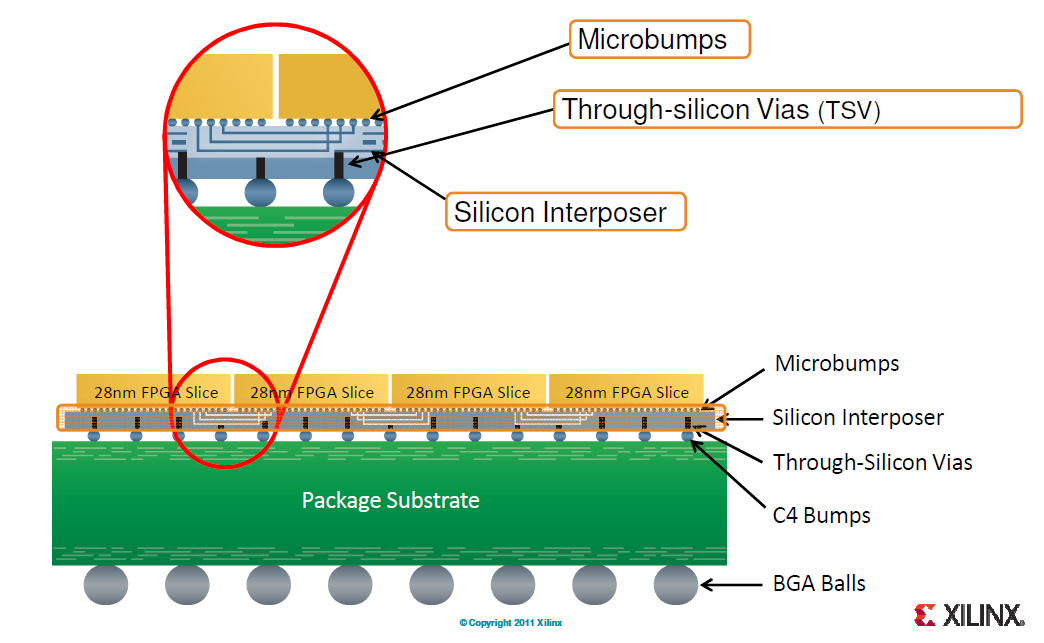 Microbumps
Through-silicon Vias (TSV)
Silicon Interposer
28nm FPGA Slice
28nm FPGA Slice
28nm FPGA Slice
28nm FPGA Slice
Microbumps
Silicon Interposer
Through-Silicon Vias
C4 Bumps
Package Substrate
BGA Balls
© Copyright 2011 Xilinx
XILINX®